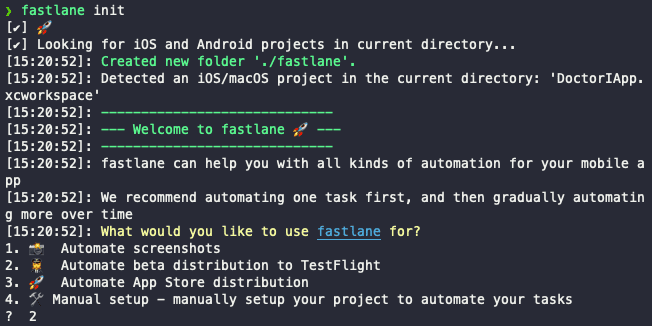 ❯ fastlane init
[✔] 🚀
[✔] Looking for iOS and Android projects in current directory...
[15:20:52]: Created new folder './fastlane'.
[15:20:52]: Detected an iOS/macOS project in the current directory: 'DoctorIApp.
xcworkspace'
[15:20:52]: -----------------------------
[15:20:52]: --- Welcome to fastlane 🚀 ---
[15:20:52]: -----------------------------
[15:20:52]: fastlane can help you with all kinds of automation for your mobile a
pp
[15:20:52]: We recommend automating one task first, and then gradually automatin
g more over time
[15:20:52]: What would you like to use fastlane for?
1. 📸  Automate screenshots
2. 👩‍✈️  Automate beta distribution to TestFlight
3. 🚀  Automate App Store distribution
4. 🛠 Manual setup - manually setup your project to automate your tasks
?  2